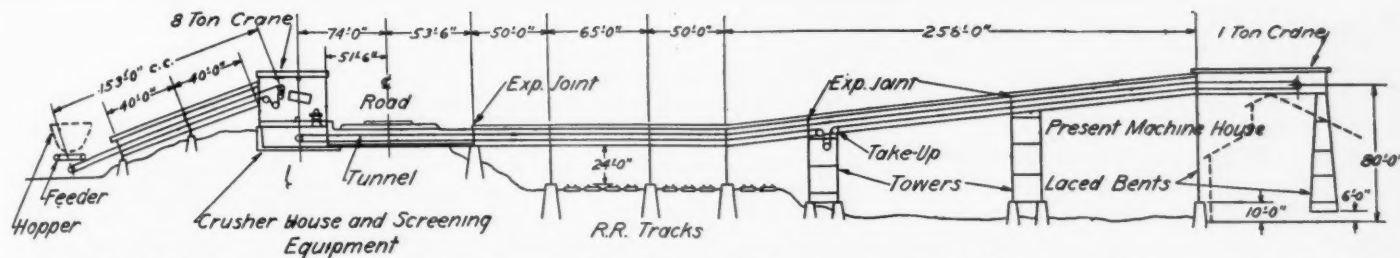 8 Ton Crane
74'-0"
53'-6"
50'-0"
65'-0"
50'-0"
256'-0"
1 Ton Crane
153'-0" c.c.
51'-6"
40'-0"
40'-0"
℄
Road
Exp. Joint
Exp. Joint
Present Machine House
80'-0"
24'-0"
Take-Up
Feeder
Tunnel
Towers
Laced Bents
6'-0"
Hopper
Crusher House and Screening
Equipment
R.R. Tracks
10'-0"